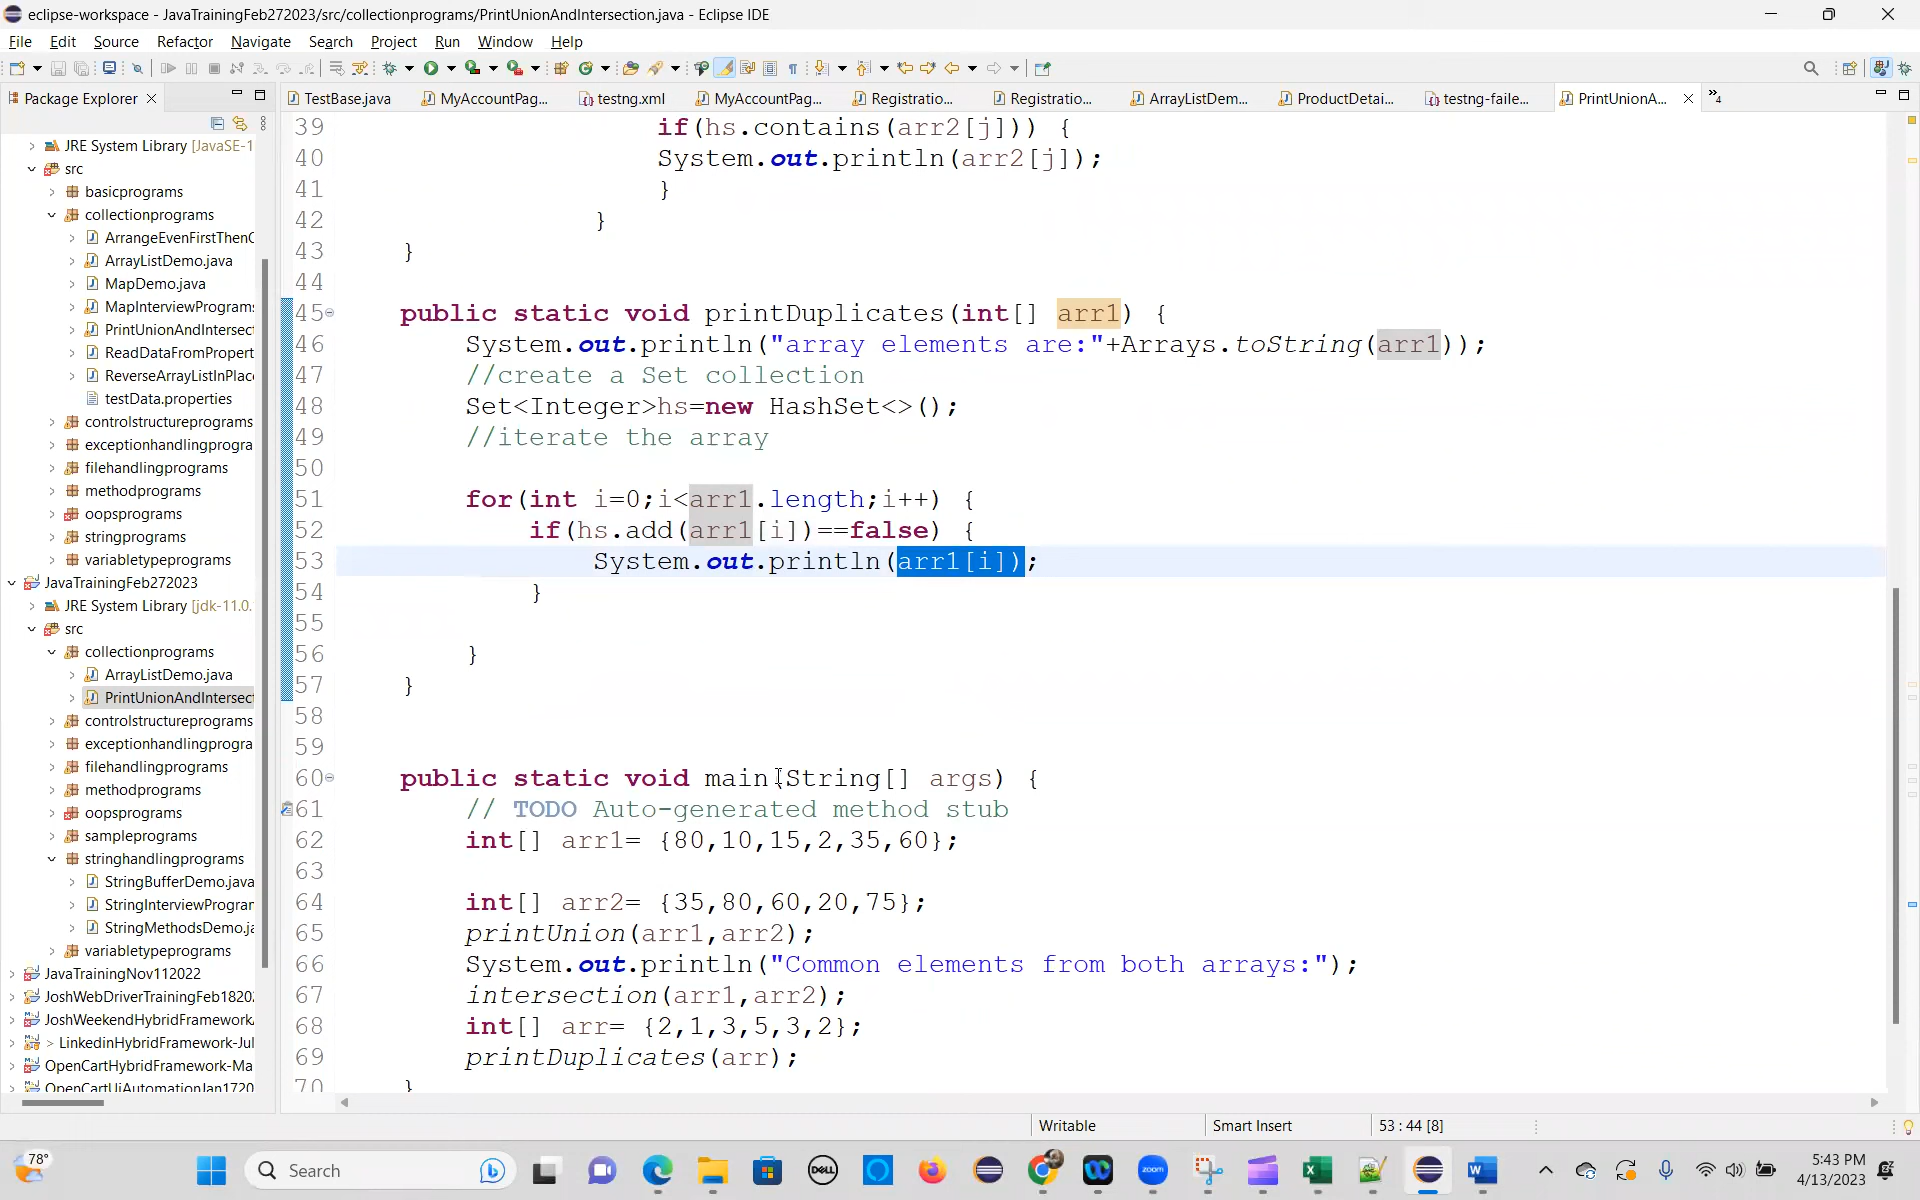 eclipse-workspace - JavaTrainingFeb272023/src/collectionprograms/PrintUnionAndIntersection.java - Eclipse IDE
File Edit Source Refactor Navigate Search Project Run Window Help
Package Explorer
TestBase.java MyAccountPag... testng.xml MyAccountPag... Registratio... Registratio... ArrayListDem... ProductDetai... testng-faile... PrintUnionA... »4
JRE System Library [JavaSE-1
src
basicprograms
collectionprograms
ArrangeEvenFirstThenO
ArrayListDemo.java
MapDemo.java
MapInterviewPrograms
PrintUnionAndIntersect
ReadDataFromPropert
ReverseArrayListInPlace
testData.properties
controlstructureprograms
exceptionhandlingprogra
filehandlingprograms
methodprograms
oopsprograms
stringprograms
variabletypeprograms
JavaTrainingFeb272023
JRE System Library [jdk-11.0.
src
collectionprograms
ArrayListDemo.java
PrintUnionAndIntersect
controlstructureprograms
exceptionhandlingprogra
filehandlingprograms
methodprograms
oopsprograms
sampleprograms
stringhandlingprograms
StringBufferDemo.java
StringInterviewProgram
StringMethodsDemo.ja
variabletypeprograms
JavaTrainingNov112022
JoshWebDriverTrainingFeb1820
JoshWeekendHybridFramework
> LinkedinHybridFramework-Jul
OpenCartHybridFramework-Ma
OpenCartUiAutomationJan1720
39 if(hs.contains(arr2[j])) {
40 System.out.println(arr2[j]);
41 }
42 }
43 }
44
45 public static void printDuplicates(int[] arr1) {
46 System.out.println("array elements are:"+Arrays.toString(arr1));
47 //create a Set collection
48 Set<Integer>hs=new HashSet<>();
49 //iterate the array
50
51 for(int i=0;i<arr1.length;i++) {
52 if(hs.add(arr1[i])==false) {
53 System.out.println(arr1[i]);
54 }
55
56 }
57 }
58
59
60 public static void main(String[] args) {
61 // TODO Auto-generated method stub
62 int[] arr1= {80,10,15,2,35,60};
63
64 int[] arr2= {35,80,60,20,75};
65 printUnion(arr1,arr2);
66 System.out.println("Common elements from both arrays:");
67 intersection(arr1,arr2);
68 int[] arr= {2,1,3,5,3,2};
69 printDuplicates(arr);
70 }
Writable Smart Insert 53 : 44 [8]
78° Search DELL zoom 5:43 PM
4/13/2023